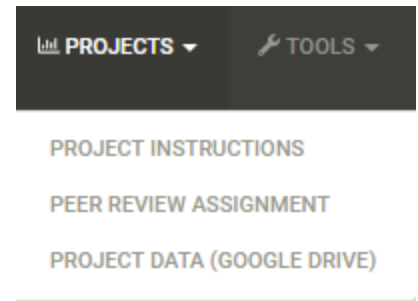 PROJECTS TOOLS
PROJECT INSTRUCTIONS
PEER REVIEW ASSIGNMENT
PROJECT DATA (GOOGLE DRIVE)